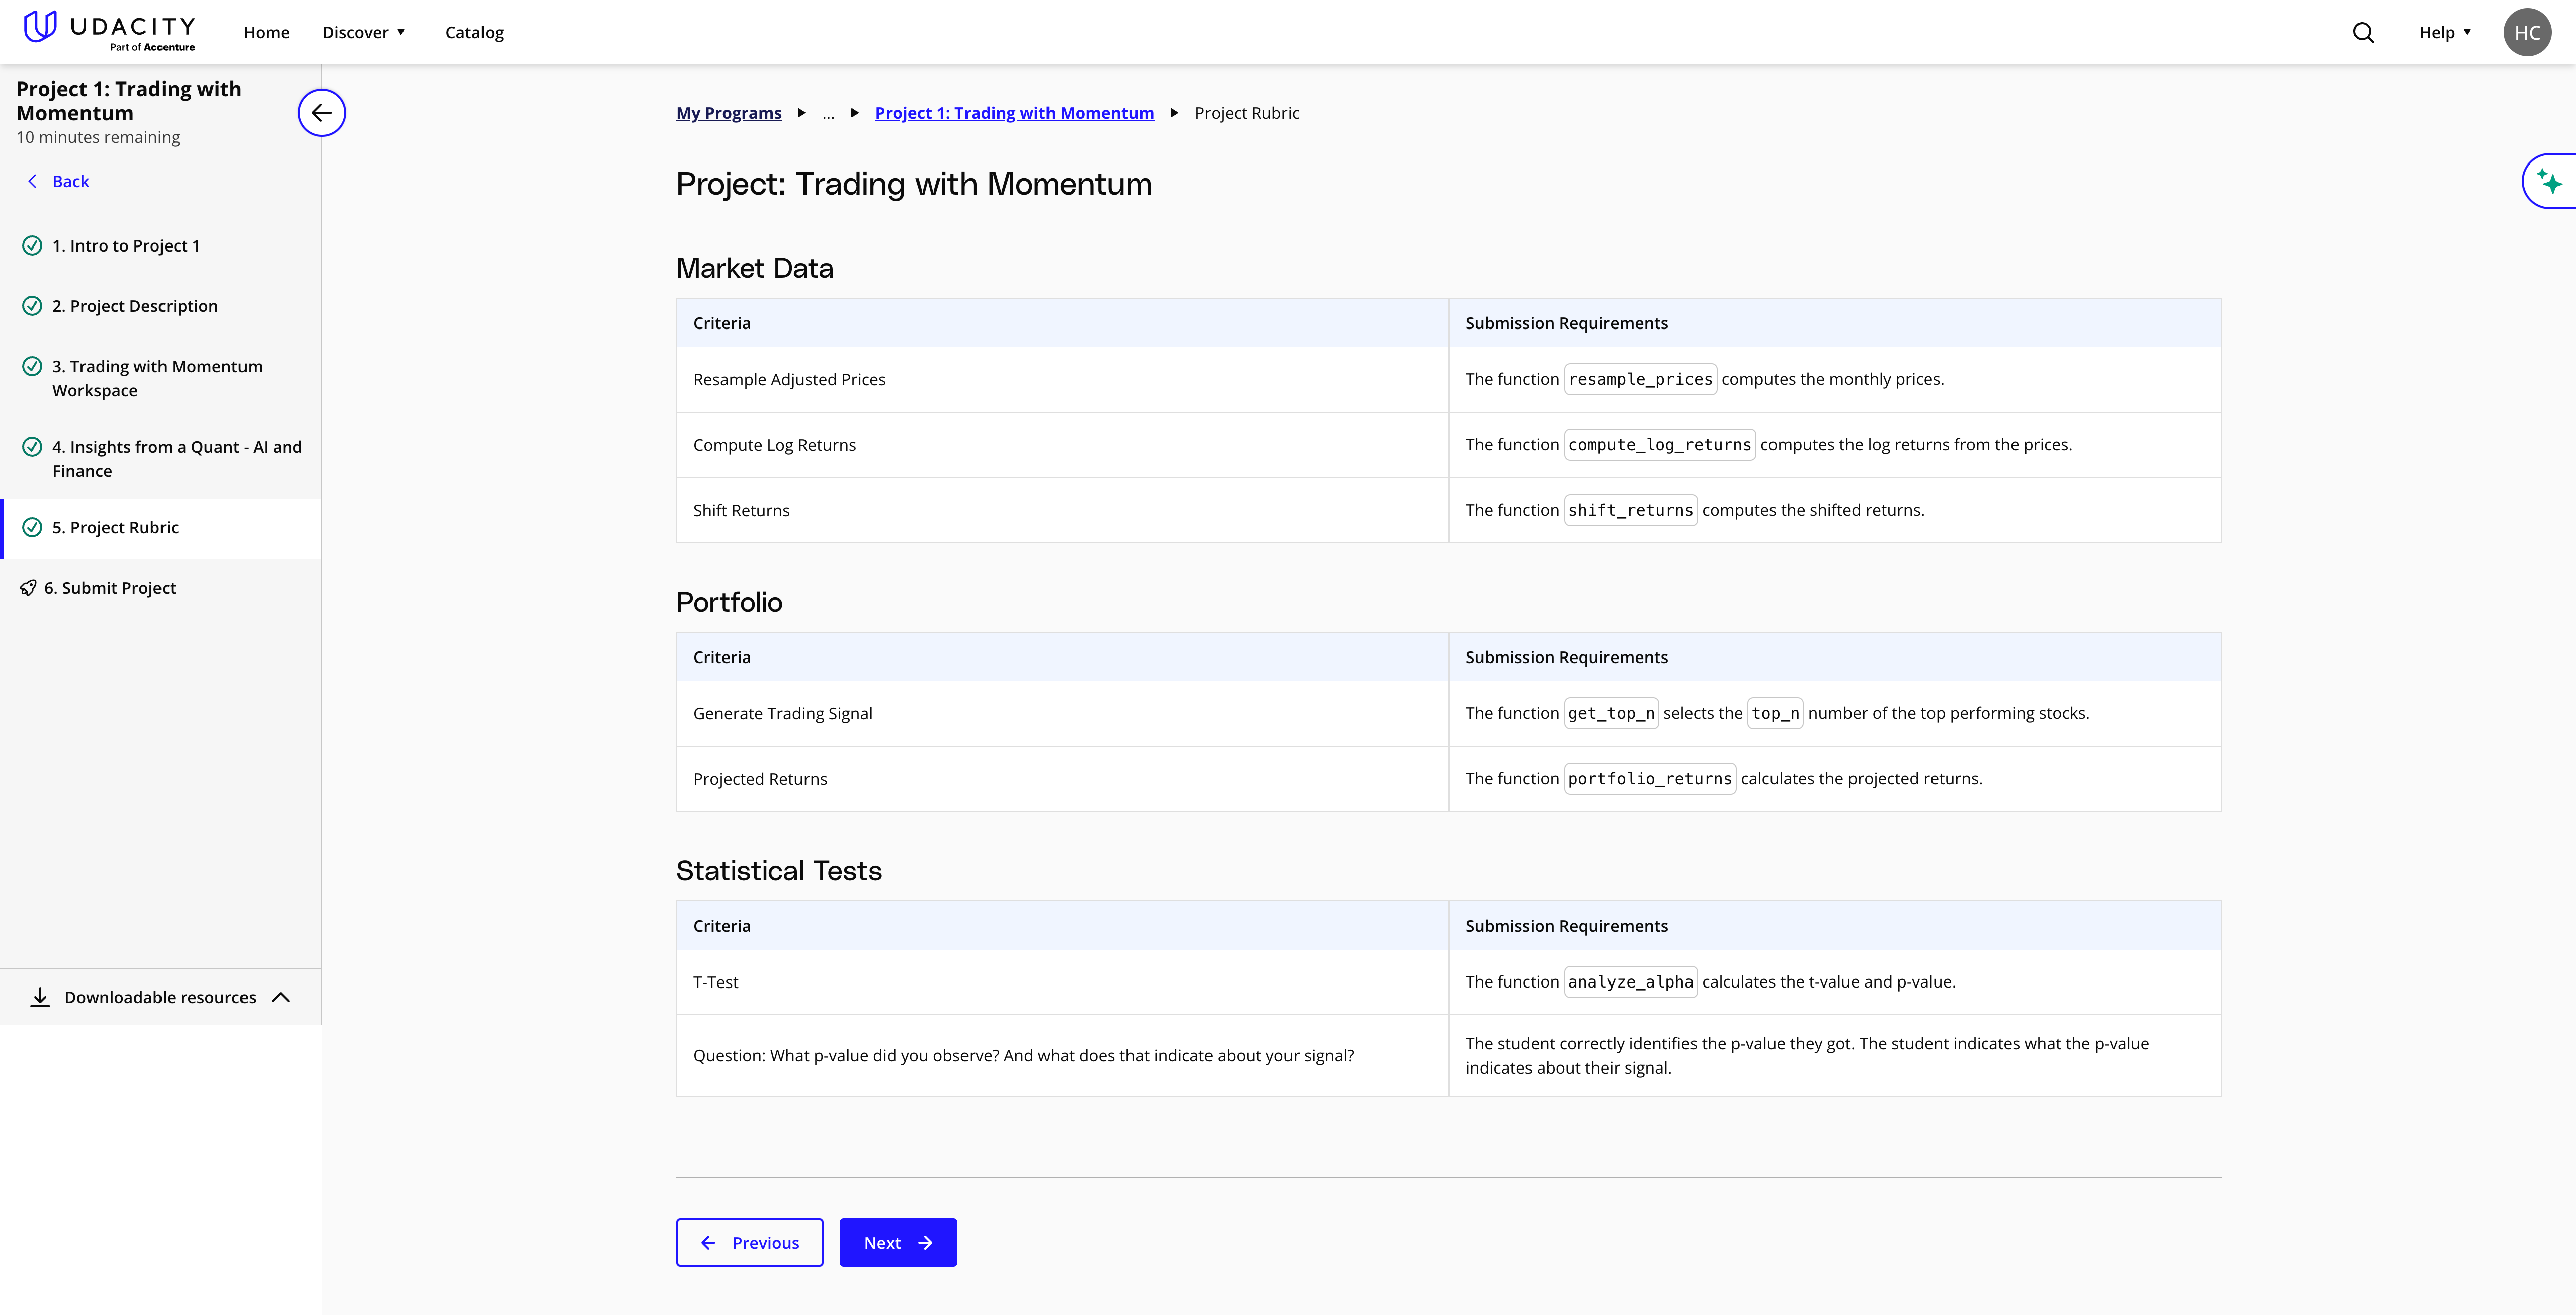 UDACITY
Part of Accenture
Home
Discover
Catalog
Help
HC
Project 1: Trading with
Momentum
10 minutes remaining
Back
1. Intro to Project 1
2. Project Description
3. Trading with Momentum
Workspace
4. Insights from a Quant - AI and
Finance
5. Project Rubric
6. Submit Project
Downloadable resources
My Programs ... Project 1: Trading with Momentum Project Rubric
Project: Trading with Momentum
Market Data
Criteria Submission Requirements
Resample Adjusted Prices The function resample_prices computes the monthly prices.
Compute Log Returns The function compute_log_returns computes the log returns from the prices.
Shift Returns The function shift_returns computes the shifted returns.
Portfolio
Criteria Submission Requirements
Generate Trading Signal The function get_top_n selects the top_n number of the top performing stocks.
Projected Returns The function portfolio_returns calculates the projected returns.
Statistical Tests
Criteria Submission Requirements
T-Test The function analyze_alpha calculates the t-value and p-value.
Question: What p-value did you observe? And what does that indicate about your signal? The student correctly identifies the p-value they got. The student indicates what the p-value
indicates about their signal.
Previous
Next